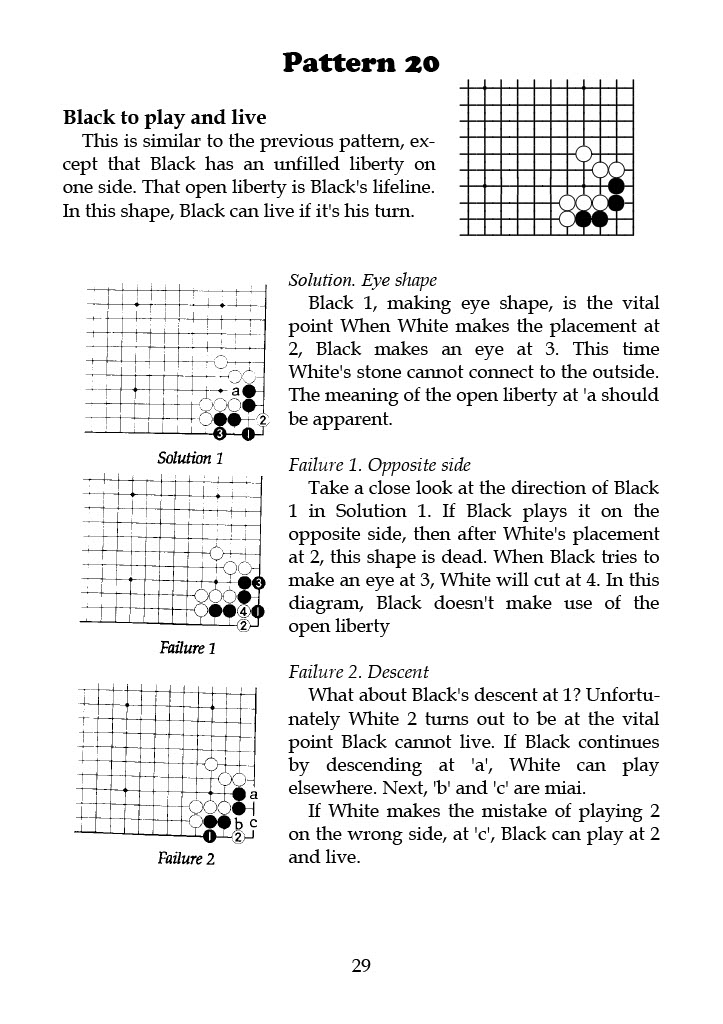 Pattern 20
Black to play and live
This is similar to the previous pattern, ex-
cept that Black has an unfilled liberty on
one side. That open liberty is Black's lifeline.
In this shape, Black can live if it's his turn.
Solution. Eye shape
Black 1, making eye shape, is the vital
point When White makes the placement at
2, Black makes an eye at 3. This time
White's stone cannot connect to the outside.
The meaning of the open liberty at 'a should
be apparent.
a
2
3 1
Solution 1
Failure 1. Opposite side
Take a close look at the direction of Black
1 in Solution 1. If Black plays it on the
opposite side, then after White's placement
at 2, this shape is dead. When Black tries to
make an eye at 3, White will cut at 4. In this
diagram, Black doesn't make use of the
open liberty
3
4 1
2
Failure 1
Failure 2. Descent
What about Black's descent at 1? Unfortu-
nately White 2 turns out to be at the vital
point Black cannot live. If Black continues
by descending at 'a', White can play
elsewhere. Next, 'b' and 'c' are miai.
If White makes the mistake of playing 2
on the wrong side, at 'c', Black can play at 2
and live.
a
b c
1 2
Failure 2
29